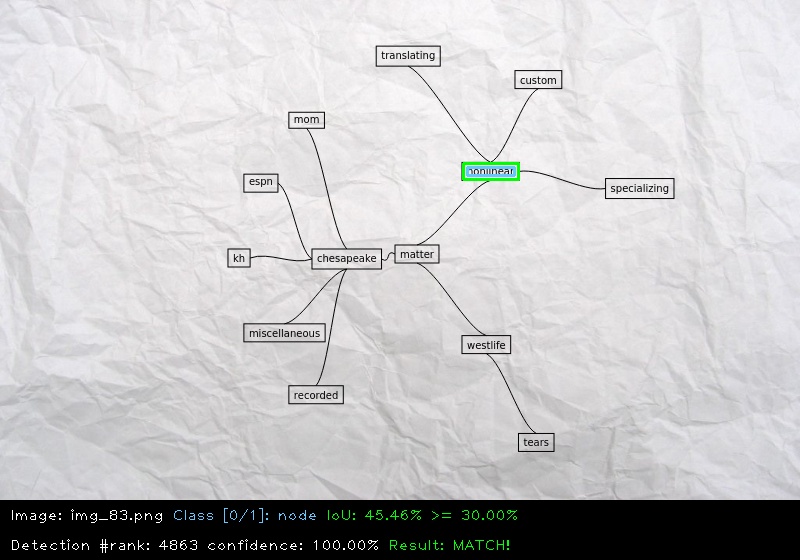 translating
custom
mom
nonlinear
espn
specializing
kh
chesapeake
matter
miscellaneous
westlife
recorded
tears
Image: img_83.png Class [0/1]: node IoU: 45.46% >= 30.00%
Detection #rank: 4863 confidence: 100.00% Result: MATCH!